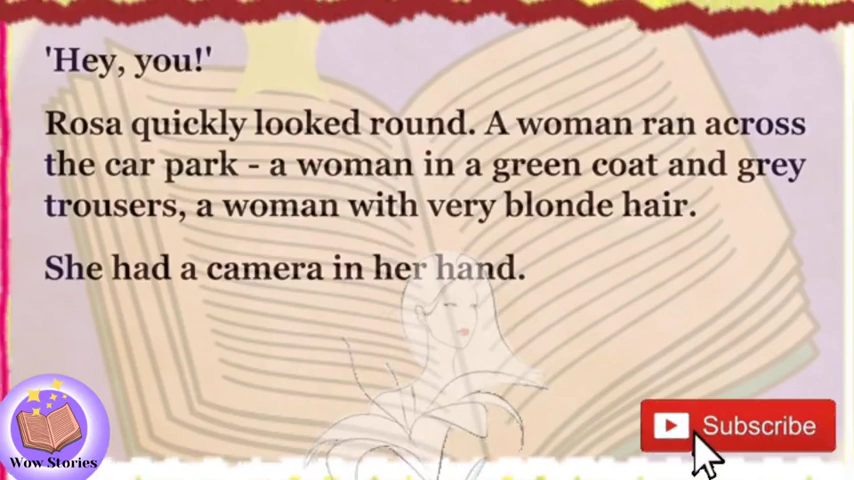 'Hey, you!'
Rosa quickly looked round. A woman ran across
the car park - a woman in a green coat and grey
trousers, a woman with very blonde hair.
She had a camera in her hand.
Subscribe
Wow Stories